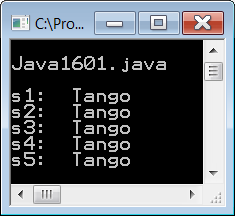 C:\Pro...
Java1601.java
s1: Tango
s2: Tango
s3: Tango
s4: Tango
s5: Tango